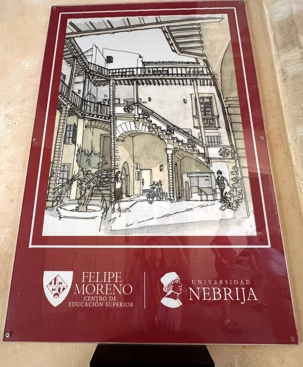 FELIPE
MORENO
CENTRO DE
EDUCACIÓN SUPERIOR
UNIVERSIDAD
NEBRIJA